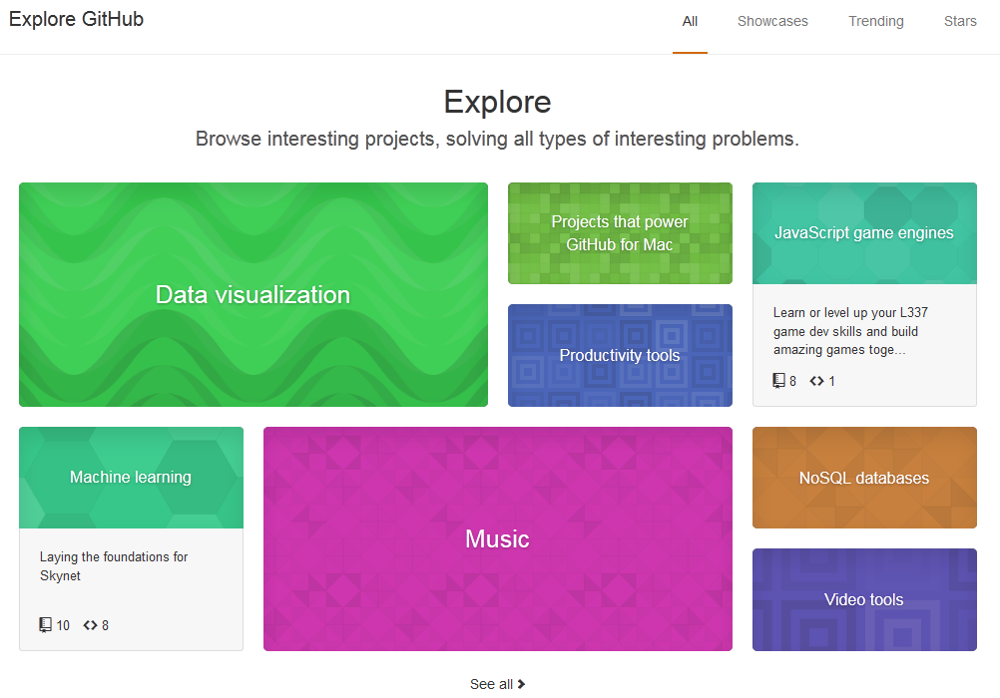 Explore GitHub
All Showcases Trending Stars
Explore
Browse interesting projects, solving all types of interesting problems.
Data visualization
Projects that power
GitHub for Mac
Productivity tools
JavaScript game engines
Learn or level up your L337
game dev skills and build
amazing games toge...
8 1
Machine learning
Laying the foundations for
Skynet
10 8
Music
NoSQL databases
Video tools
See all